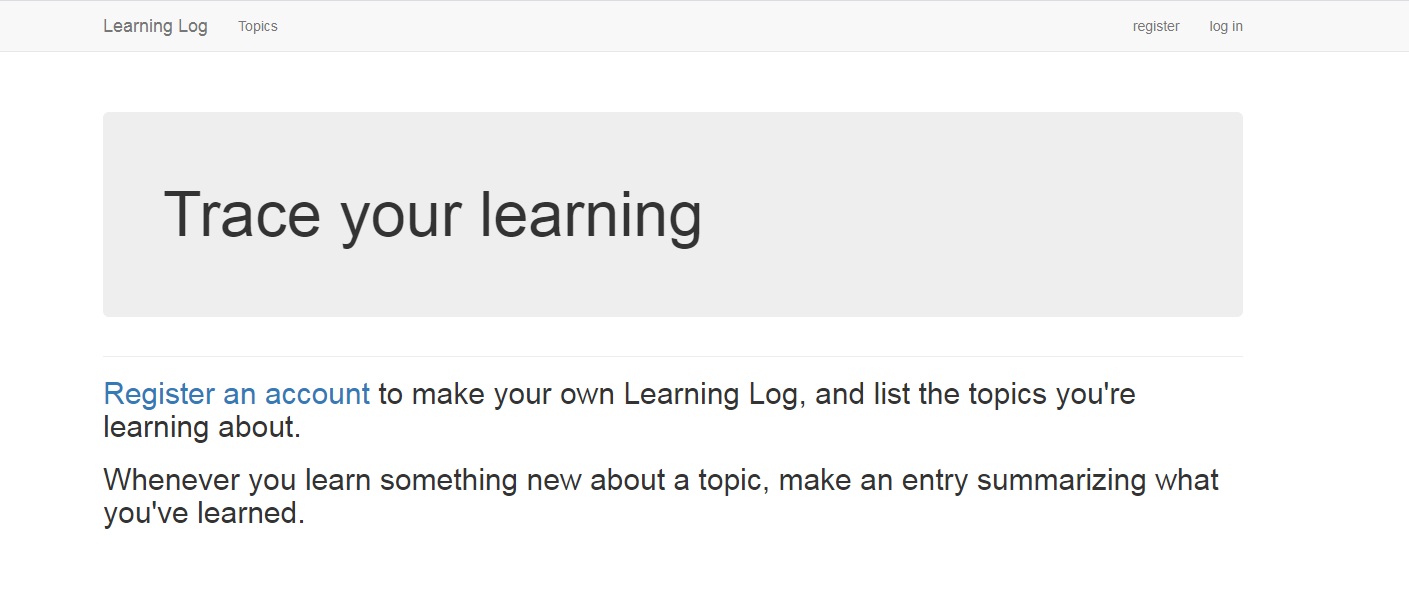 Learning Log Topics register log in
Trace your learning
Register an account to make your own Learning Log, and list the topics you're
learning about.
Whenever you learn something new about a topic, make an entry summarizing what
you've learned.